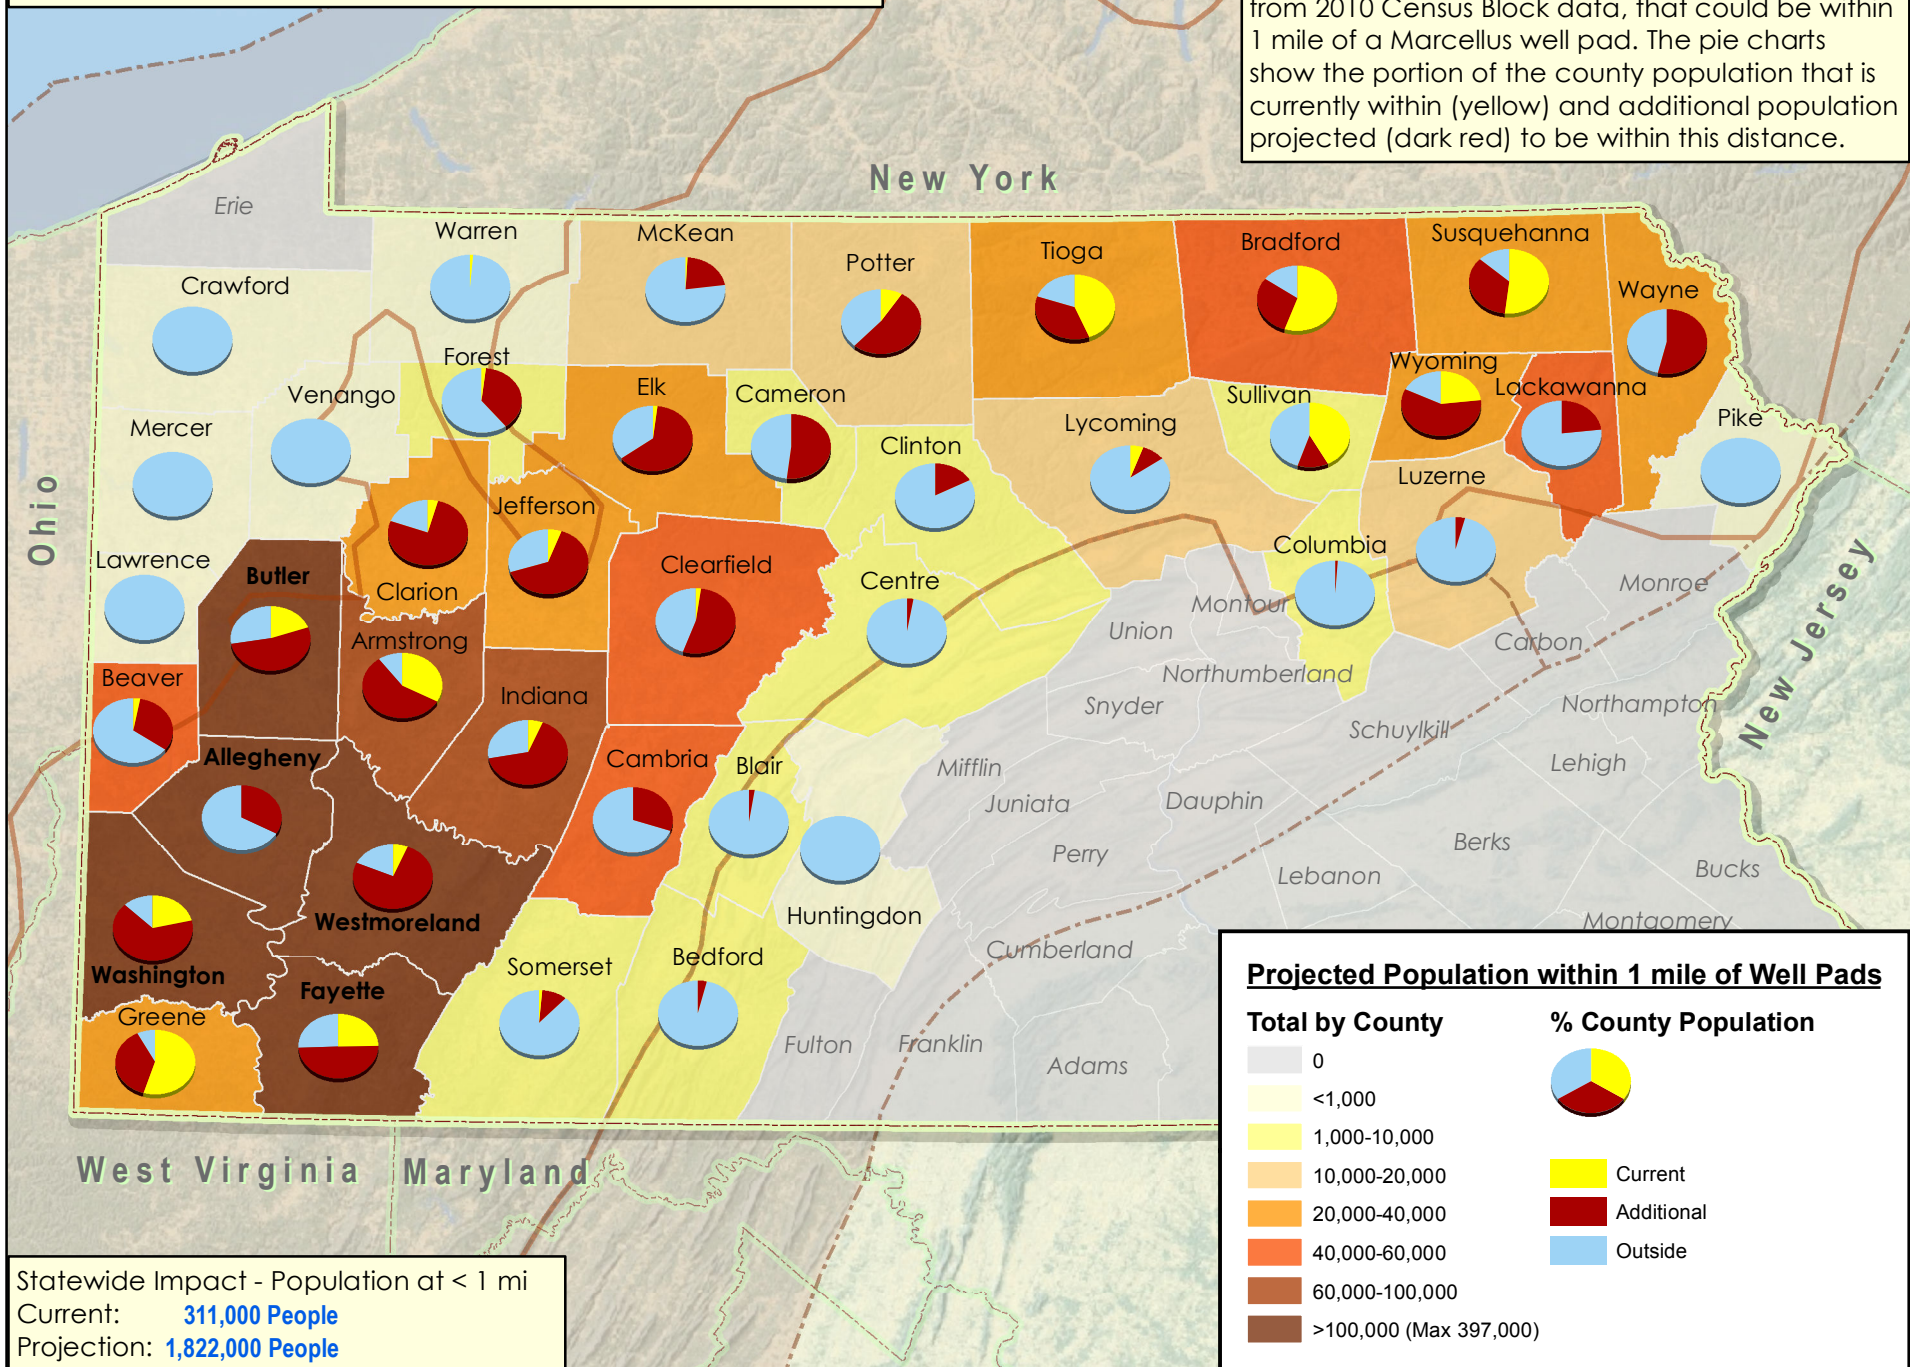 from 2010 Census Block data, that could be within
1 mile of a Marcellus well pad. The pie charts
show the portion of the county population that is
currently within (yellow) and additional population
projected (dark red) to be within this distance.
New York
Erie
Warren
McKean
Potter
Tioga
Bradford
Susquehanna
Wayne
Crawford
Forest
Venango
Elk
Cameron
Sullivan
Wyoming
Lackawanna
Pike
Mercer
Clinton
Lycoming
Luzerne
Ohio
Jefferson
Lawrence
Butler
Clarion
Clearfield
Centre
Columbia
Montour
Monroe
New Jersey
Armstrong
Union
Carbon
Beaver
Indiana
Northumberland
Snyder
Northampton
Schuylkill
Allegheny
Cambria
Blair
Mifflin
Juniata
Dauphin
Lehigh
Perry
Berks
Lebanon
Bucks
Huntingdon
Westmoreland
Montgomery
Washington
Somerset
Bedford
Cumberland
Fayette
Greene
Fulton
Franklin
Adams
West Virginia
Maryland
Projected Population within 1 mile of Well Pads
Total by County
% County Population
0
<1,000
1,000-10,000
10,000-20,000
20,000-40,000
40,000-60,000
60,000-100,000
>100,000 (Max 397,000)
Current
Additional
Outside
Statewide Impact - Population at < 1 mi
Current: 311,000 People
Projection: 1,822,000 People